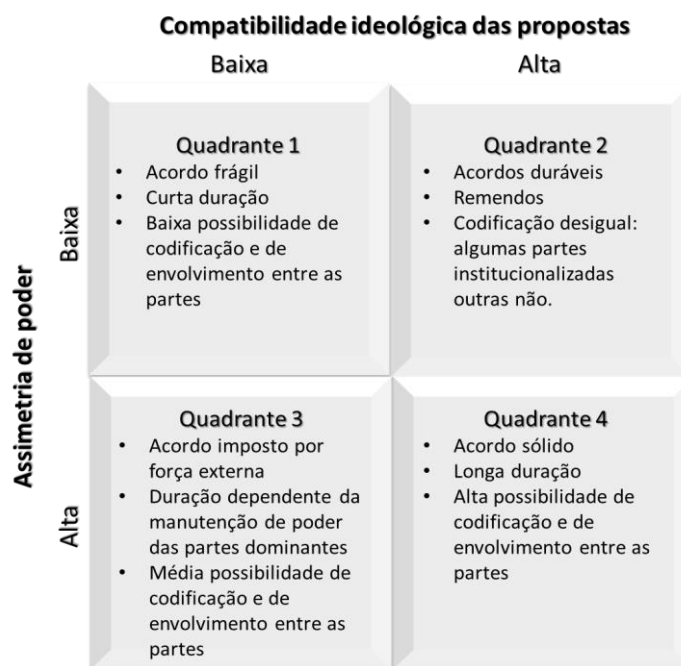 Compatibilidade ideológica das propostas
Baixa
Alta
Assimetria de poder
Baixa
Quadrante 1
• Acordo frágil
• Curta duração
• Baixa possibilidade de
codificação e de
envolvimento entre as
partes
Quadrante 2
• Acordos duráveis
• Remendos
• Codificação desigual:
algumas partes
institucionalizadas
outras não.
Alta
Quadrante 3
• Acordo imposto por
força externa
• Duração dependente da
manutenção de poder
das partes dominantes
• Média possibilidade de
codificação e de
envolvimento entre as
partes
Quadrante 4
• Acordo sólido
• Longa duração
• Alta possibilidade de
codificação e de
envolvimento entre as
partes